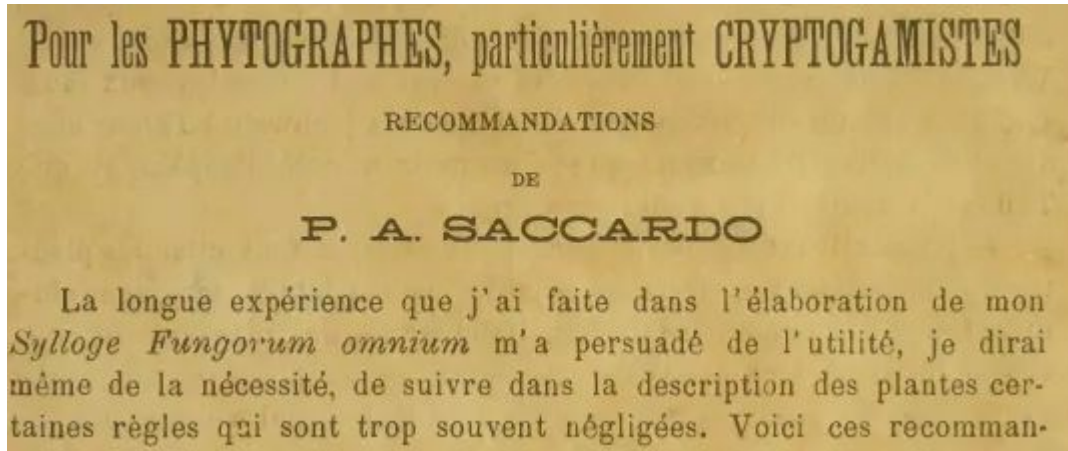 Pour les PHYTOGRAPHES, particulièrement CRYPTOGAMISTES
RECOMMANDATIONS
DE
P. A. SACCARDO
La longue expérience que j'ai faite dans l'élaboration de mon
Sylloge Fungorum omnium m'a persuadé de l'utilité, je dirai
même de la nécessité, de suivre dans la description des plantes cer-
taines règles qui sont trop souvent négligées. Voici ces recomman-